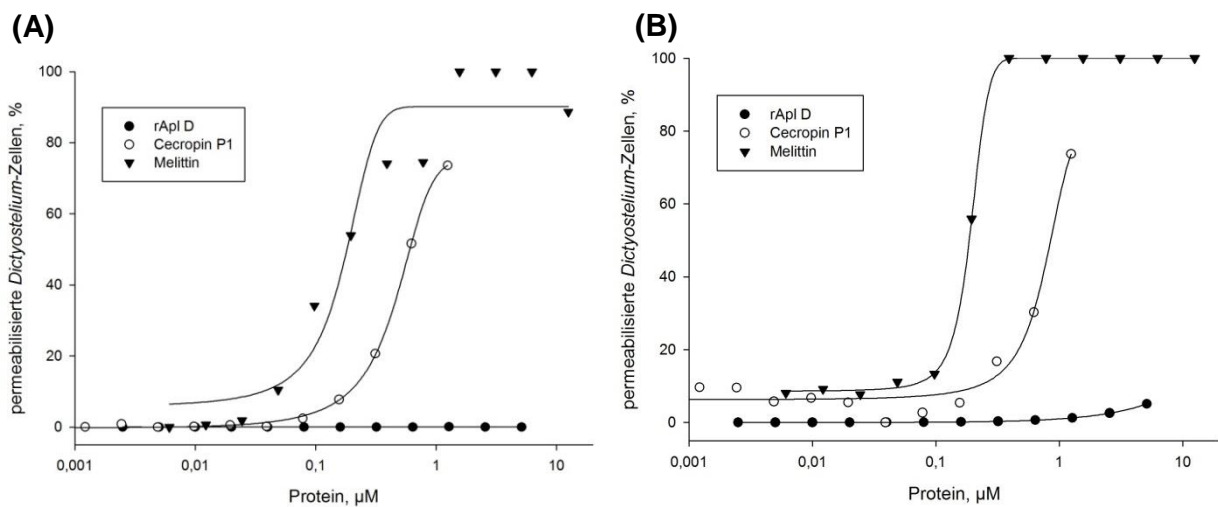 (A)
permeabilisierte Dictyostelium-Zellen, %
100
80
60
40
20
0
rApl D
Cecropin P1
Melittin
0,001
0,01
0,1
1
10
Protein, µM
(B)
permeabilisierte Dictyostelium-Zellen, %
100
80
60
40
20
0
rApl D
Cecropin P1
Melittin
0,001
0,01
0,1
1
10
Protein, µM